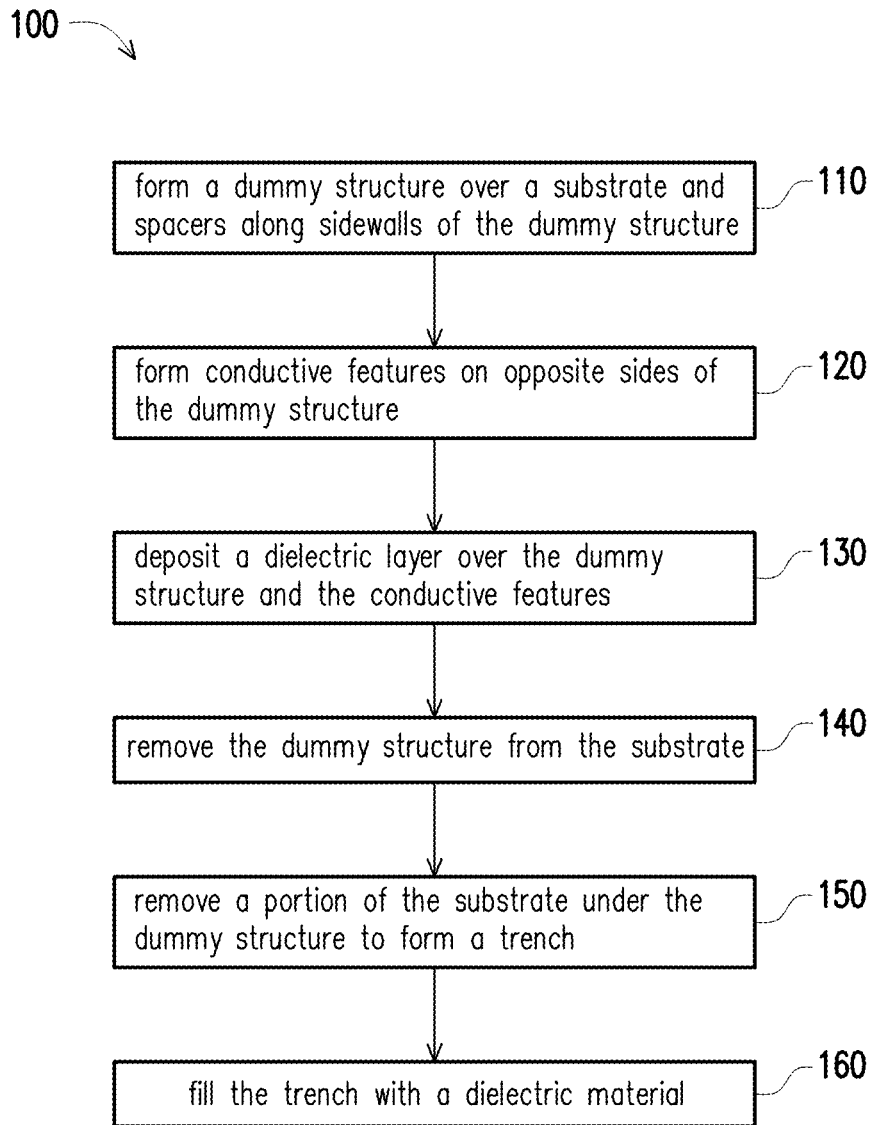 100
form a dummy structure over a substrate and
spacers along sidewalls of the dummy structure
110
form conductive features on opposite sides of
the dummy structure
120
deposit a dielectric layer over the dummy
structure and the conductive features
130
remove the dummy structure from the substrate
140
remove a portion of the substrate under the
dummy structure to form a trench
150
fill the trench with a dielectric material
160